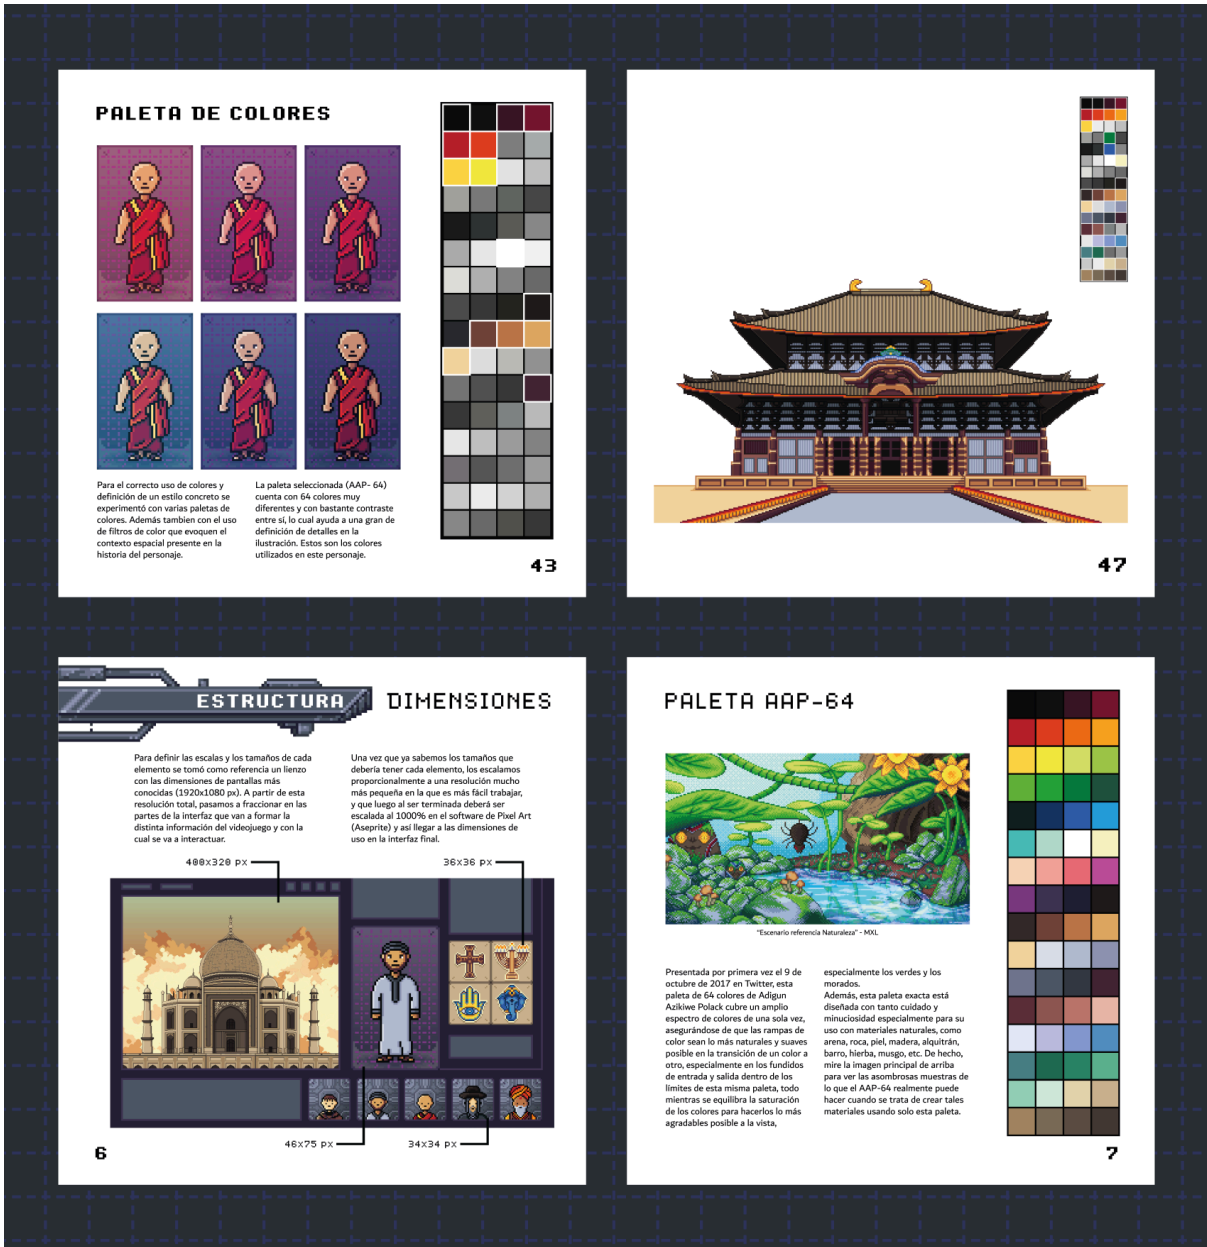 PALETA DE COLORES
Para el correcto uso de colores y
definición de un estilo concreto se
experimentó con varias paletas de
colores. Además tambien con el uso
de filtros de color que evoquen el
contexto espacial presente en la
historia del personaje.
La paleta seleccionada (AAP- 64)
cuenta con 64 colores muy
diferentes y con bastante contraste
entre sí, lo cual ayuda a una gran de
definición de detalles en la
ilustración. Estos son los colores
utilizados en este personaje.
43
47
ESTRUCTURA
DIMENSIONES
Para definir las escalas y los tamaños de cada
elemento se tomó como referencia un lienzo
con las dimensiones de pantallas más
conocidas (1920x1080 px). A partir de esta
resolución total, pasamos a fraccionar en las
partes de la interfaz que van a formar la
distinta información del videojuego y con la
cual se va a interactuar.
Una vez que ya sabemos los tamaños que
debería tener cada elemento, los escalamos
proporcionalmente a una resolución mucho
más pequeña en la que es más fácil trabajar,
y que luego al ser terminada deberá ser
escalada al 1000% en el software de Pixel Art
(Aseprite) y así llegar a las dimensiones de
uso en la interfaz final.
400x320 px
36x36 px
46x75 px
34x34 px
6
PALETA AAP-64
"Escenario referencia Naturaleza" - MXL
Presentada por primera vez el 9 de
octubre de 2017 en Twitter, esta
paleta de 64 colores de Adigun
Azikiwe Polack cubre un amplio
espectro de colores de una sola vez,
asegurándose de que las rampas de
color sean lo más naturales y suaves
posible en la transición de un color a
otro, especialmente en los fundidos
de entrada y salida dentro de los
límites de esta misma paleta, todo
mientras se equilibra la saturación
de los colores para hacerlos lo más
agradables posible a la vista,
especialmente los verdes y los
morados.
Además, esta paleta exacta está
diseñada con tanto cuidado y
minuciosidad especialmente para su
uso con materiales naturales, como
arena, roca, piel, madera, alquitrán,
barro, hierba, musgo, etc. De hecho,
mire la imagen principal de arriba
para ver las asombrosas muestras de
lo que el AAP-64 realmente puede
hacer cuando se trata de crear tales
materiales usando solo esta paleta.
7